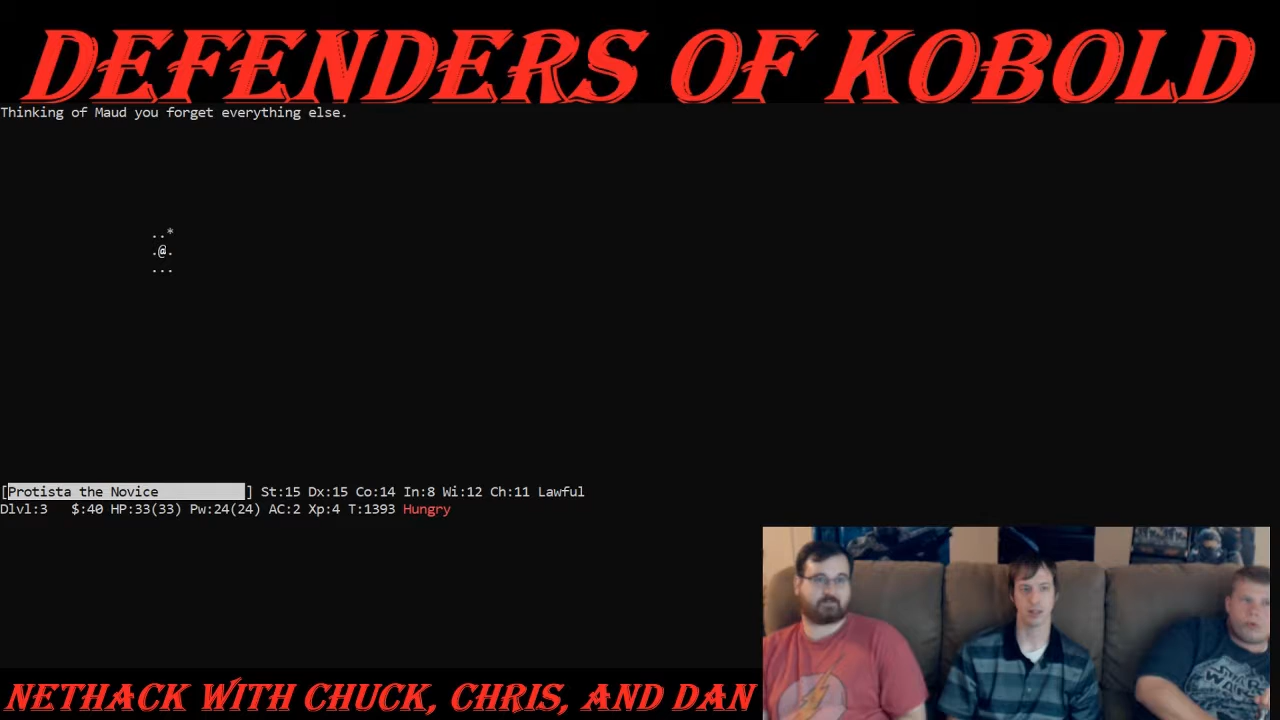 DEFENDERS OF KOBOLD
Thinking of Maud you forget everything else.
..*
.@.
...
[Protista the Novice          ] St:15 Dx:15 Co:14 In:8 Wi:12 Ch:11 Lawful
Dlvl:3   $:40 HP:33(33) Pw:24(24) AC:2 Xp:4 T:1393 Hungry
NETHACK WITH CHUCK, CHRIS, AND DAN